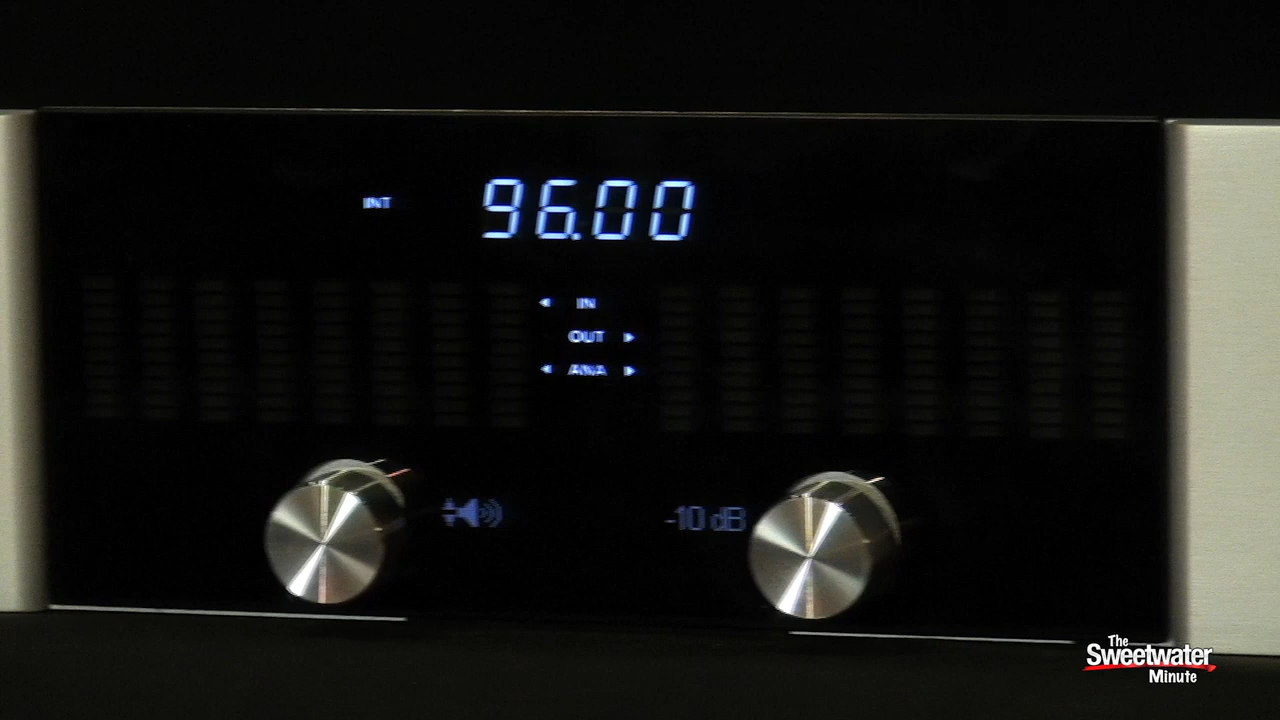 INT
96.00
IN
OUT
ANA
-10 dB
The
Sweetwater
Minute